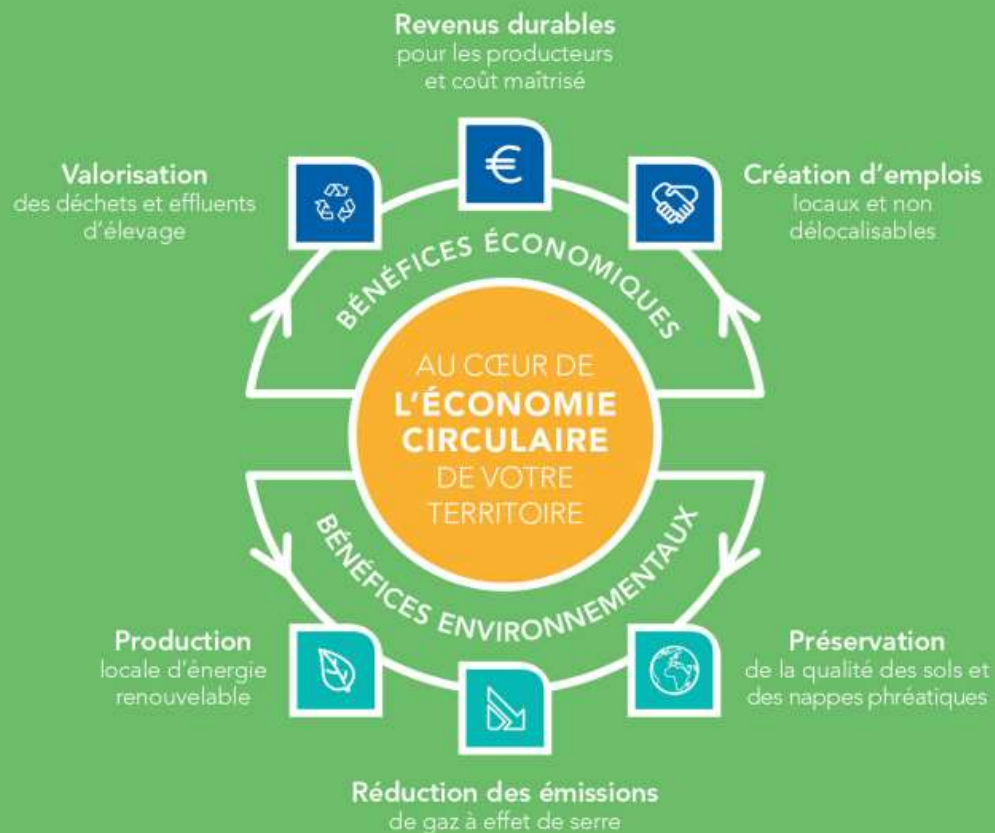 Revenus durables
pour les producteurs
et coût maîtrisé
Valorisation
des déchets et effluents
d'élevage
€
Création d'emplois
locaux et non
délocalisables
BÉNÉFICES ÉCONOMIQUES
AU CŒUR DE
L'ÉCONOMIE
CIRCULAIRE
DE VOTRE
TERRITOIRE
BÉNÉFICES ENVIRONNEMENTAUX
Production
locale d'énergie
renouvelable
Préservation
de la qualité des sols et
des nappes phréatiques
Réduction des émissions
de gaz à effet de serre